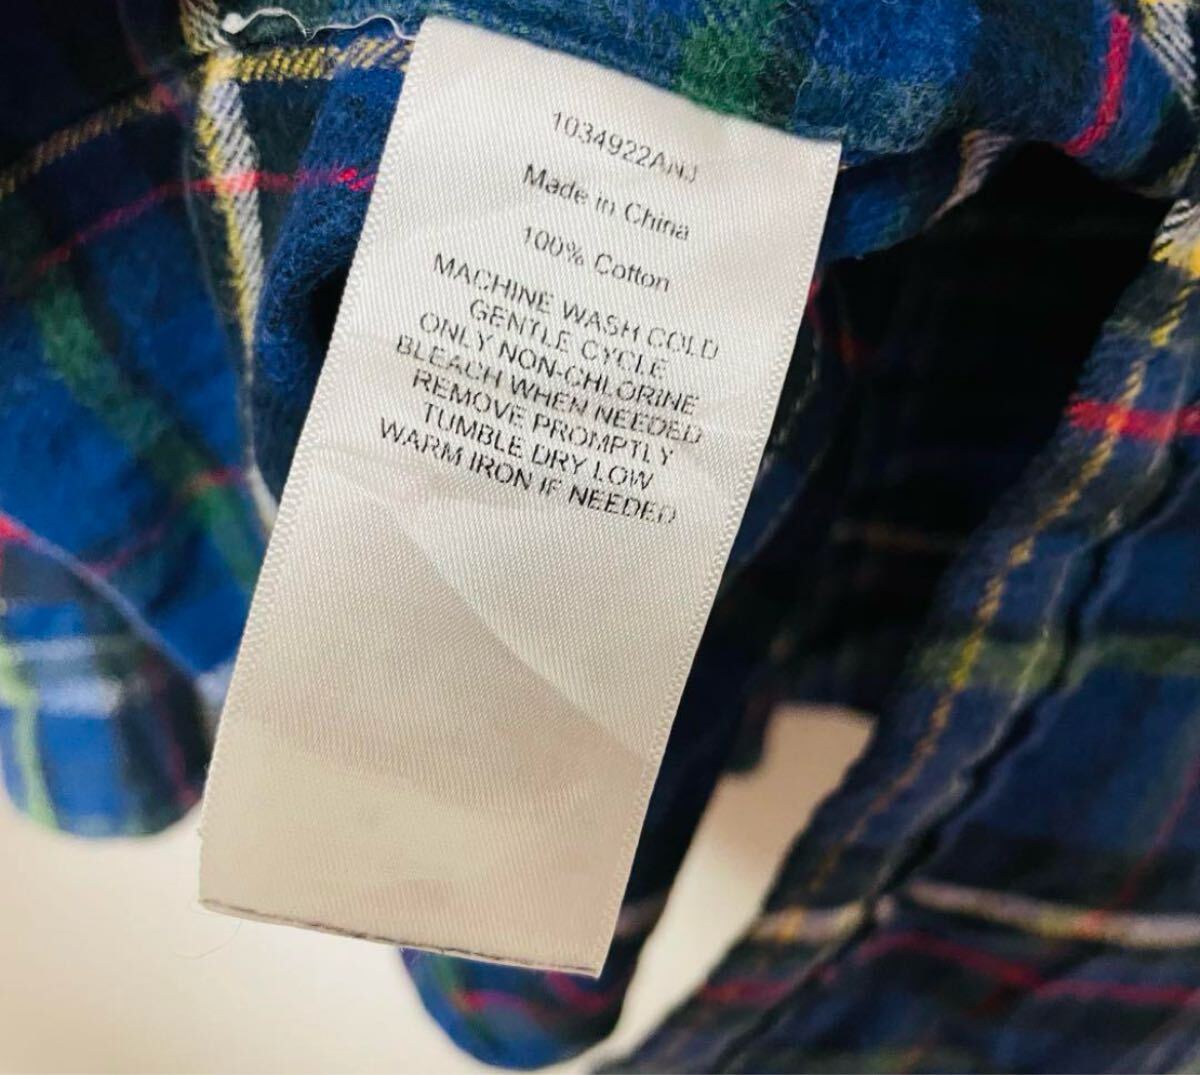 1034922ANJ
Made in China
100% Cotton
MACHINE WASH COLD
GENTLE CYCLE
ONLY NON-CHLORINE
BLEACH WHEN NEEDED
REMOVE PROMPTLY
TUMBLE DRY LOW
WARM IRON IF NEEDED